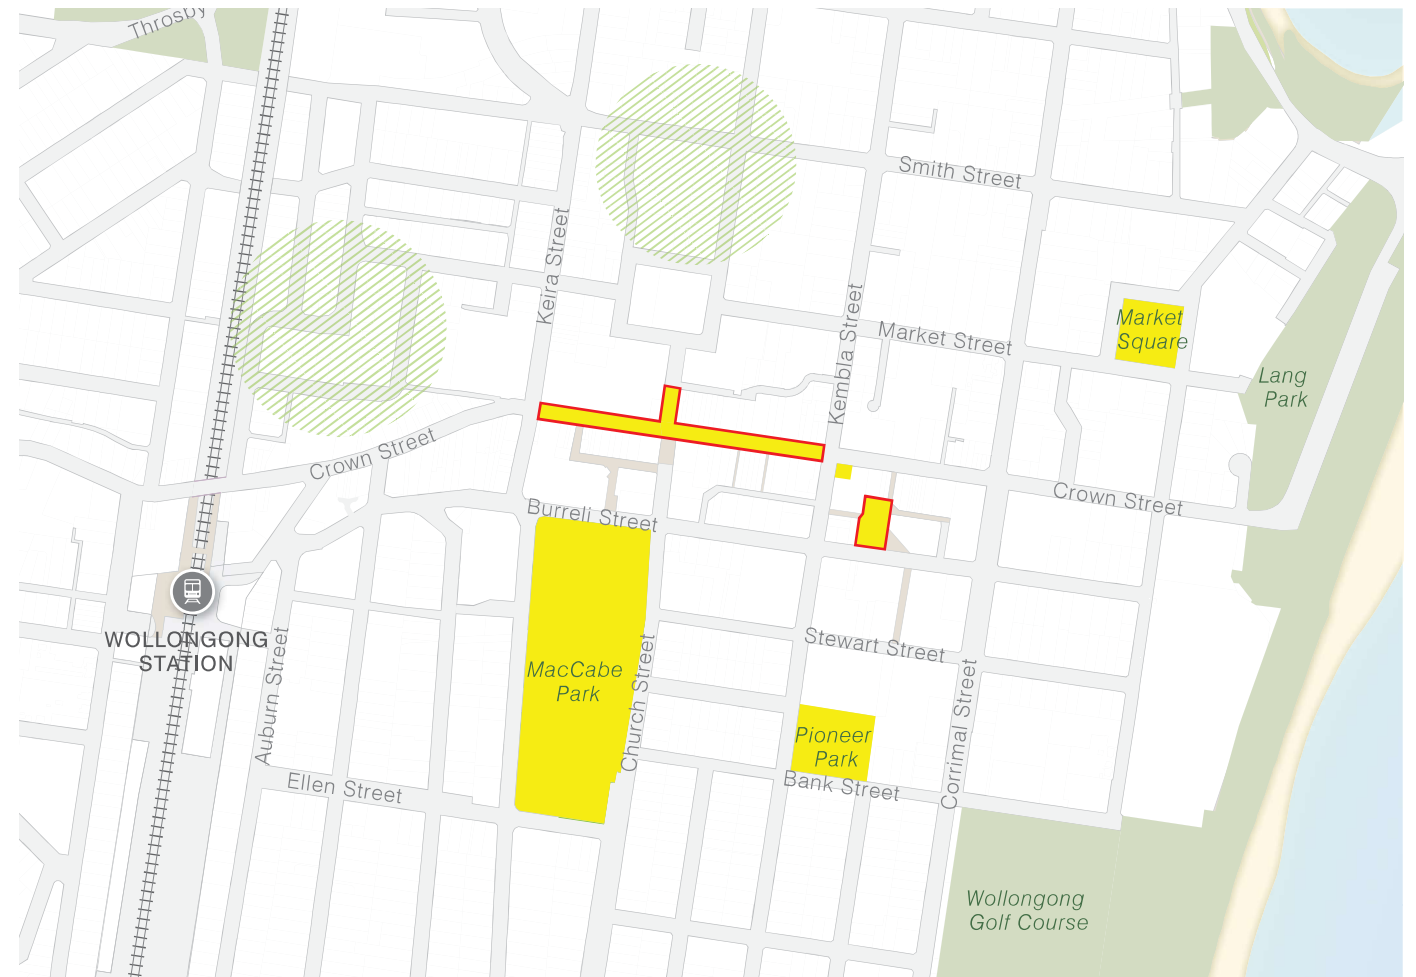 Throsby
Smith Street
Keira Street
Kembla Street
Market Street
Market
Square
Lang
Park
Crown Street
Crown Street
Burreli Street
WOLLONGONG
STATION
Auburn Street
MacCabe
Park
Church Street
Stewart Street
Corrimal Street
Pioneer
Park
Bank Street
Ellen Street
Wollongong
Golf Course